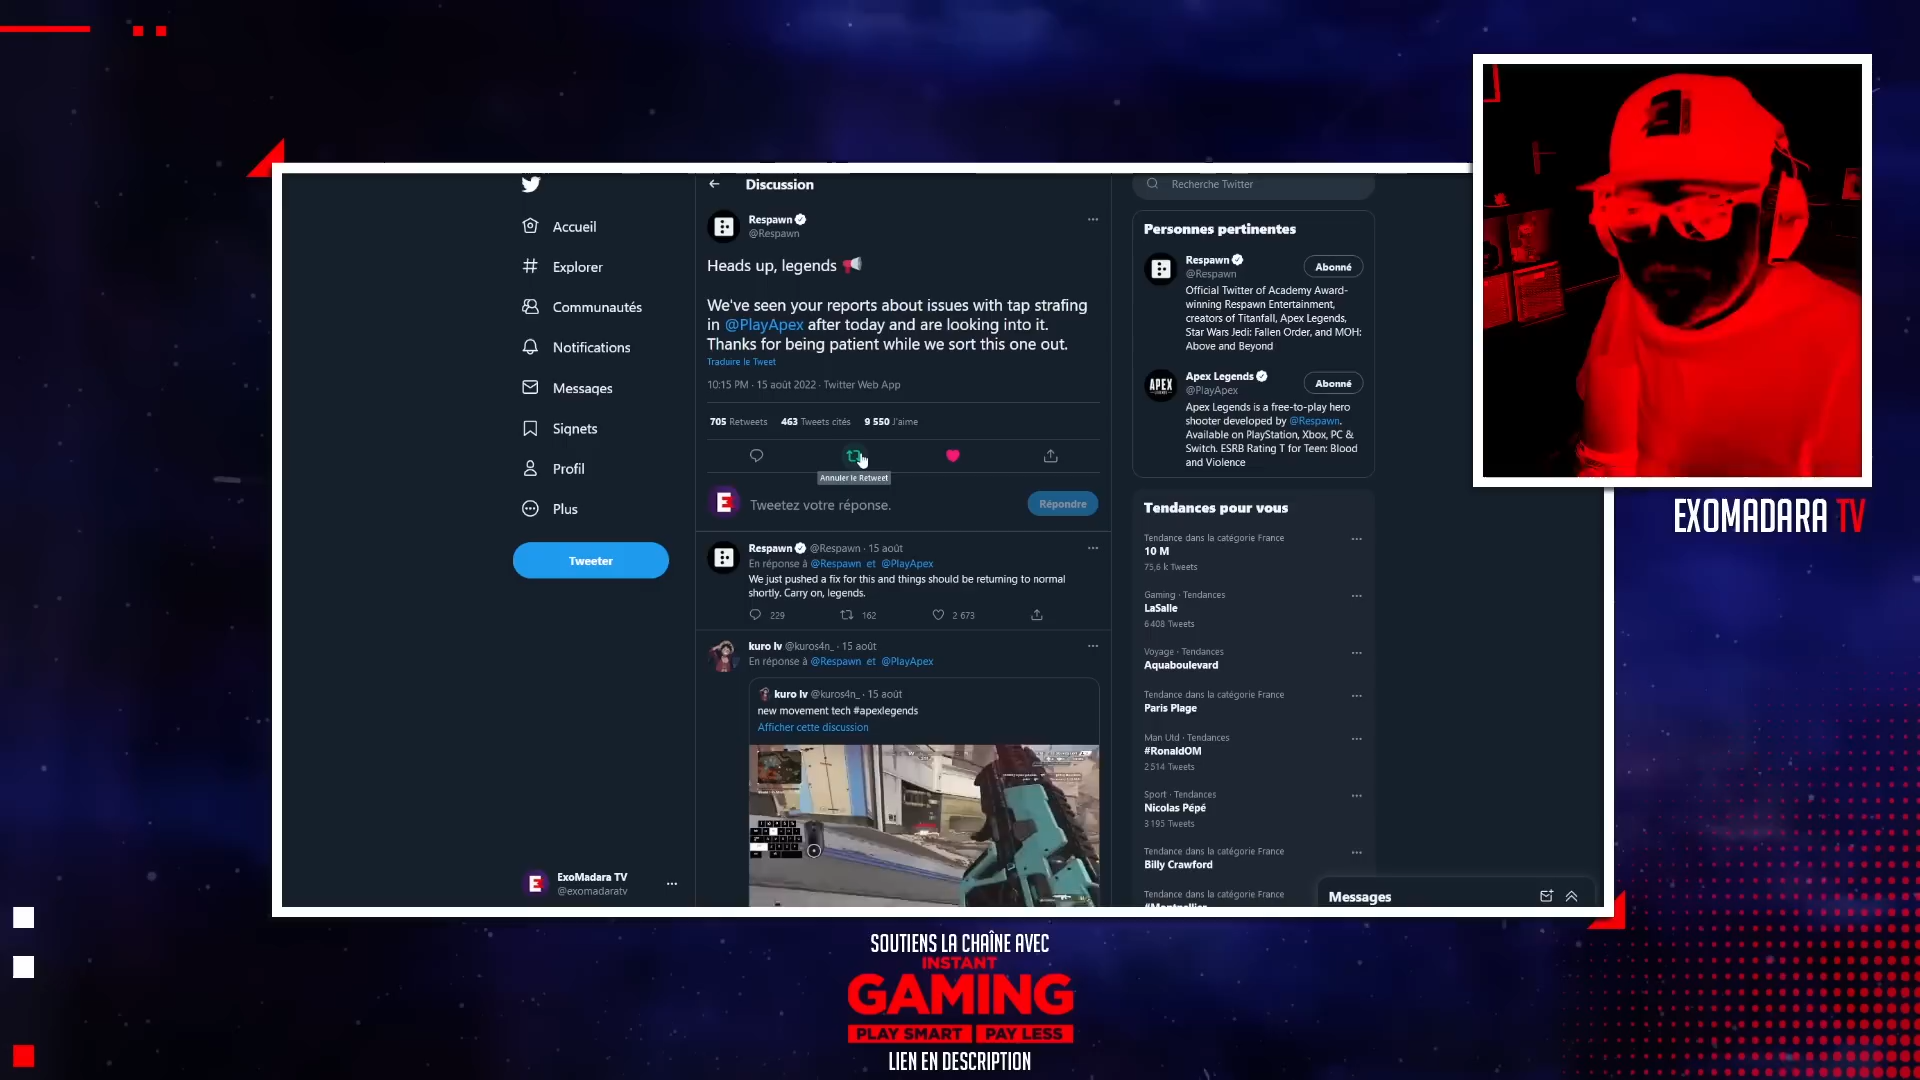 Discussion
Recherche Twitter
Accueil
Explorer
Communautés
Notifications
Messages
Signets
Profil
Plus
Tweeter
ExoMadara TV
@exomadaratv
Respawn
@Respawn
Heads up, legends
We've seen your reports about issues with tap strafing
in @PlayApex after today and are looking into it.
Thanks for being patient while we sort this one out.
Traduire le Tweet
10:15 PM · 15 août 2022 · Twitter Web App
705 Retweets 463 Tweets cités 9 550 J'aime
Annuler le Retweet
Tweetez votre réponse.
Répondre
Respawn @Respawn · 15 août
En réponse à @Respawn et @PlayApex
We just pushed a fix for this and things should be returning to normal
shortly. Carry on, legends.
229 162 2 673
kuro lv @kuros4n_ · 15 août
En réponse à @Respawn et @PlayApex
kuro lv @kuros4n_ · 15 août
new movement tech #apexlegends
Afficher cette discussion
Personnes pertinentes
Respawn
@Respawn
Abonné
Official Twitter of Academy Award-
winning Respawn Entertainment,
creators of Titanfall, Apex Legends,
Star Wars Jedi: Fallen Order, and MOH:
Above and Beyond
APEX
Apex Legends
@PlayApex
Abonné
Apex Legends is a free-to-play hero
shooter developed by @Respawn.
Available on PlayStation, Xbox, PC &
Switch. ESRB Rating T for Teen: Blood
and Violence
Tendances pour vous
Tendance dans la catégorie France
10 M
75,6 k Tweets
Gaming · Tendances
LaSalle
6 408 Tweets
Voyage · Tendances
Aquaboulevard
Tendance dans la catégorie France
Paris Plage
Man Utd · Tendances
#RonaldOM
2 514 Tweets
Sport · Tendances
Nicolas Pépé
3 195 Tweets
Tendance dans la catégorie France
Billy Crawford
Tendance dans la catégorie France
#Montpellier
Messages
EXOMADARA TV
SOUTIENS LA CHAÎNE AVEC
INSTANT
GAMING
PLAY SMART PAY LESS
LIEN EN DESCRIPTION